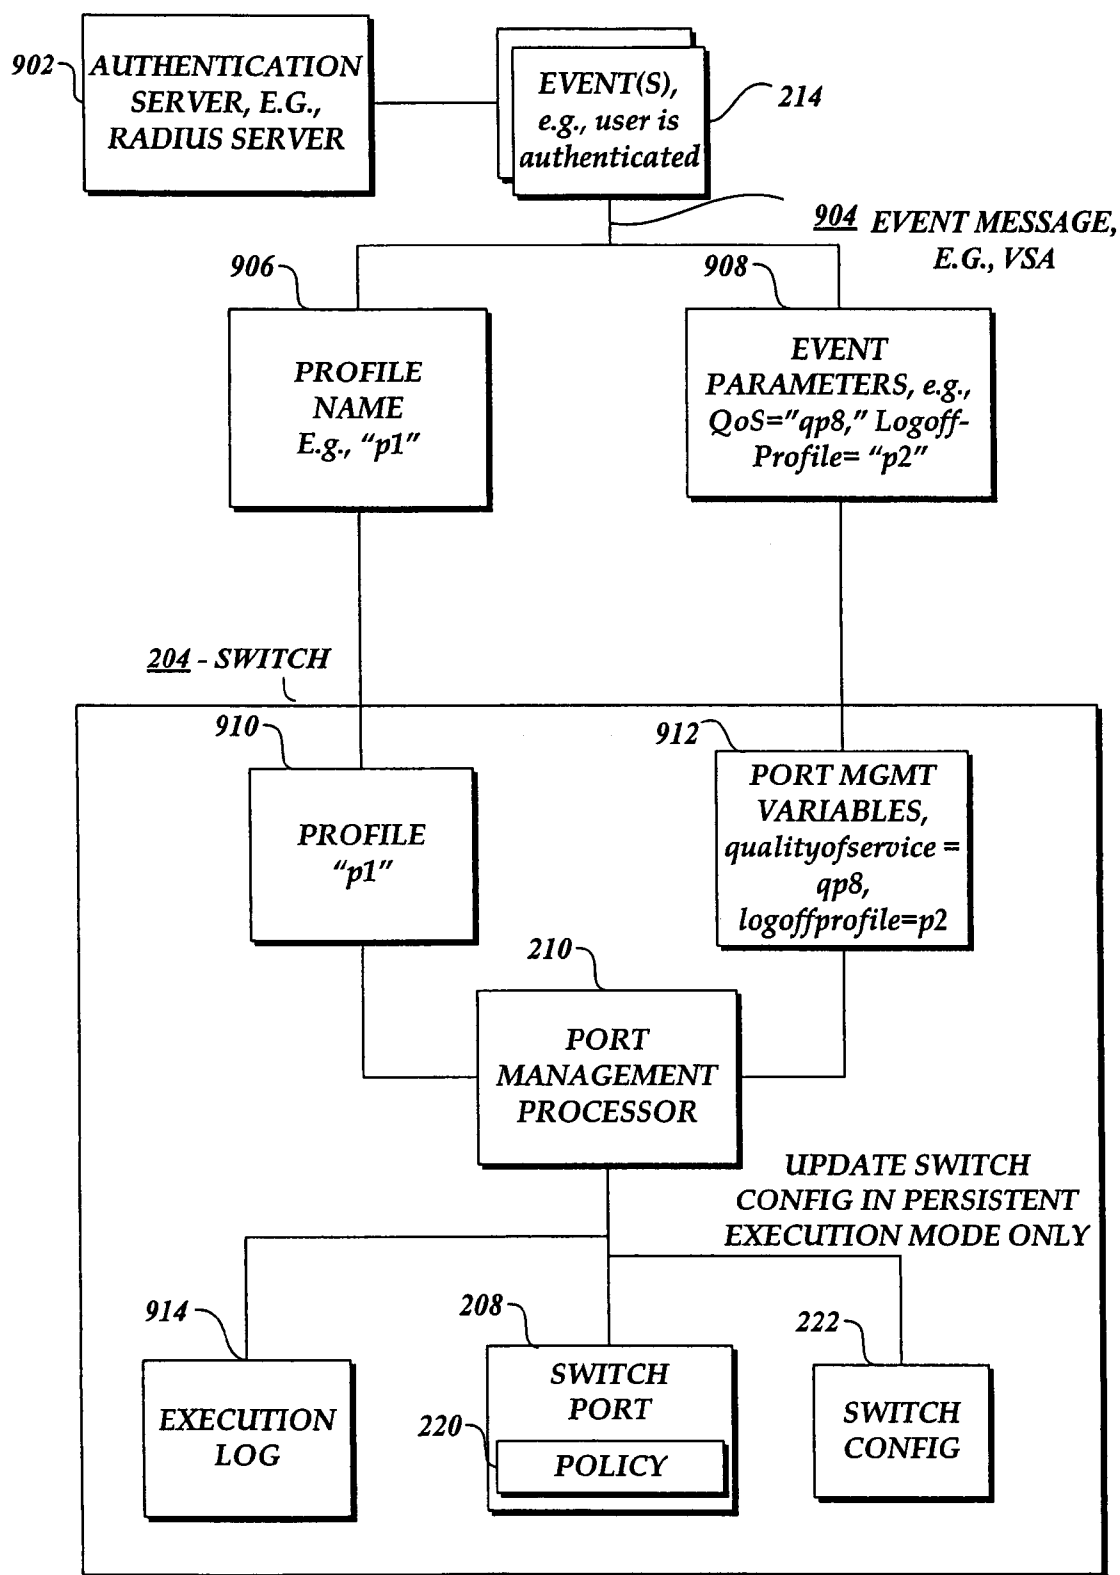 902
AUTHENTICATION
SERVER, E.G.,
RADIUS SERVER
EVENT(S),
e.g., user is
authenticated
214
904 EVENT MESSAGE,
E.G., VSA
906
PROFILE
NAME
E.g., “p1”
908
EVENT
PARAMETERS, e.g.,
QoS=”qp8,” Logoff-
Profile= “p2”
204 - SWITCH
910
PROFILE
“p1”
912
PORT MGMT
VARIABLES,
qualityofservice =
qp8,
logoffprofile=p2
210
PORT
MANAGEMENT
PROCESSOR
UPDATE SWITCH
CONFIG IN PERSISTENT
EXECUTION MODE ONLY
914
EXECUTION
LOG
208
SWITCH
PORT
220
POLICY
222
SWITCH
CONFIG